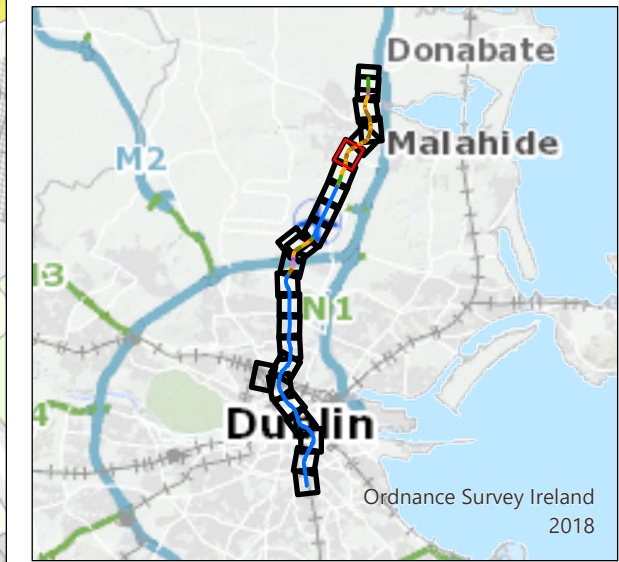 Donabate
Malahide
M2
N1
Dublin
Ordnance Survey Ireland
2018